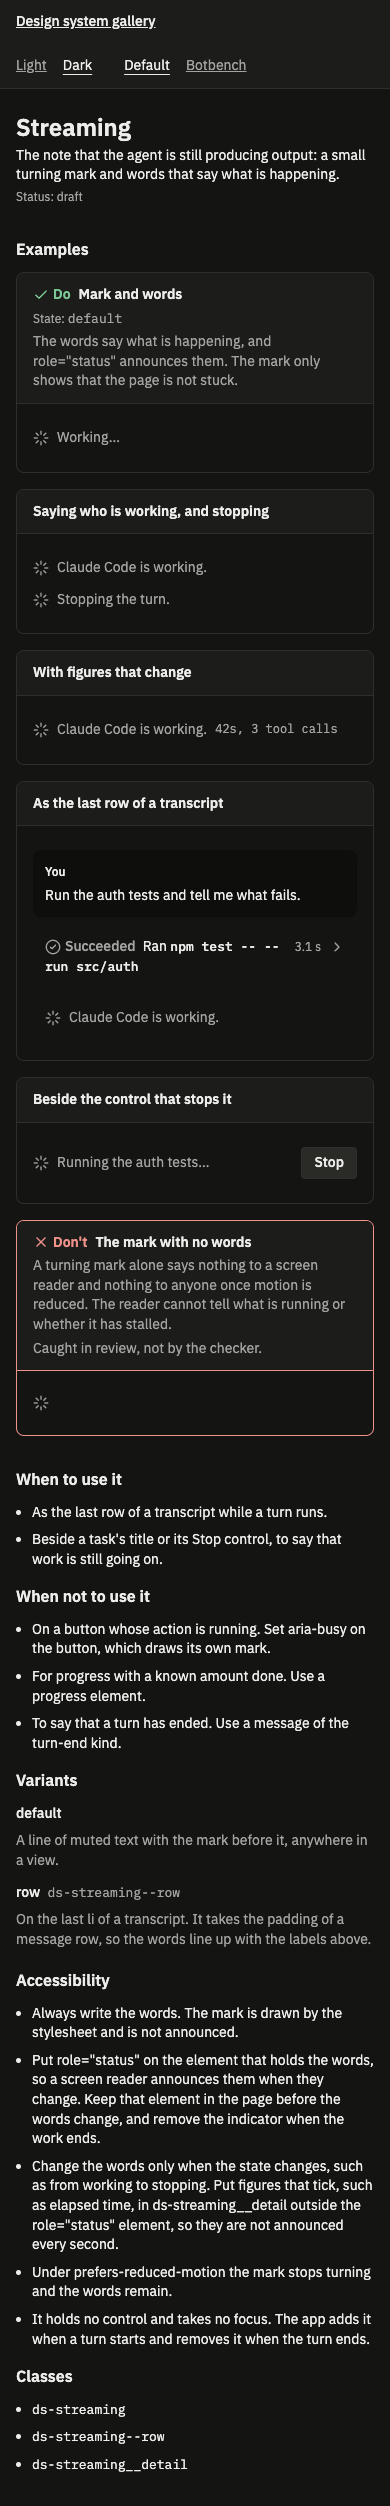 Design system gallery
Light Dark Default Botbench
Streaming
The note that the agent is still producing output: a small
turning mark and words that say what is happening.
Status: draft
Examples
Do Mark and words
State: default
The words say what is happening, and
role="status" announces them. The mark only
shows that the page is not stuck.
Working...
Saying who is working, and stopping
Claude Code is working.
Stopping the turn.
With figures that change
Claude Code is working. 42s, 3 tool calls
As the last row of a transcript
You
Run the auth tests and tell me what fails.
Succeeded Ran npm test -- -- 3.1 s
run src/auth
Claude Code is working.
Beside the control that stops it
Running the auth tests... Stop
Don't The mark with no words
A turning mark alone says nothing to a screen
reader and nothing to anyone once motion is
reduced. The reader cannot tell what is running or
whether it has stalled.
Caught in review, not by the checker.
When to use it
As the last row of a transcript while a turn runs.
Beside a task's title or its Stop control, to say that
work is still going on.
When not to use it
On a button whose action is running. Set aria-busy on
the button, which draws its own mark.
For progress with a known amount done. Use a
progress element.
To say that a turn has ended. Use a message of the
turn-end kind.
Variants
default
A line of muted text with the mark before it, anywhere in
a view.
row ds-streaming--row
On the last li of a transcript. It takes the padding of a
message row, so the words line up with the labels above.
Accessibility
Always write the words. The mark is drawn by the
stylesheet and is not announced.
Put role="status" on the element that holds the words,
so a screen reader announces them when they
change. Keep that element in the page before the
words change, and remove the indicator when the
work ends.
Change the words only when the state changes, such
as from working to stopping. Put figures that tick, such
as elapsed time, in ds-streaming__detail outside the
role="status" element, so they are not announced
every second.
Under prefers-reduced-motion the mark stops turning
and the words remain.
It holds no control and takes no focus. The app adds it
when a turn starts and removes it when the turn ends.
Classes
ds-streaming
ds-streaming--row
ds-streaming__detail